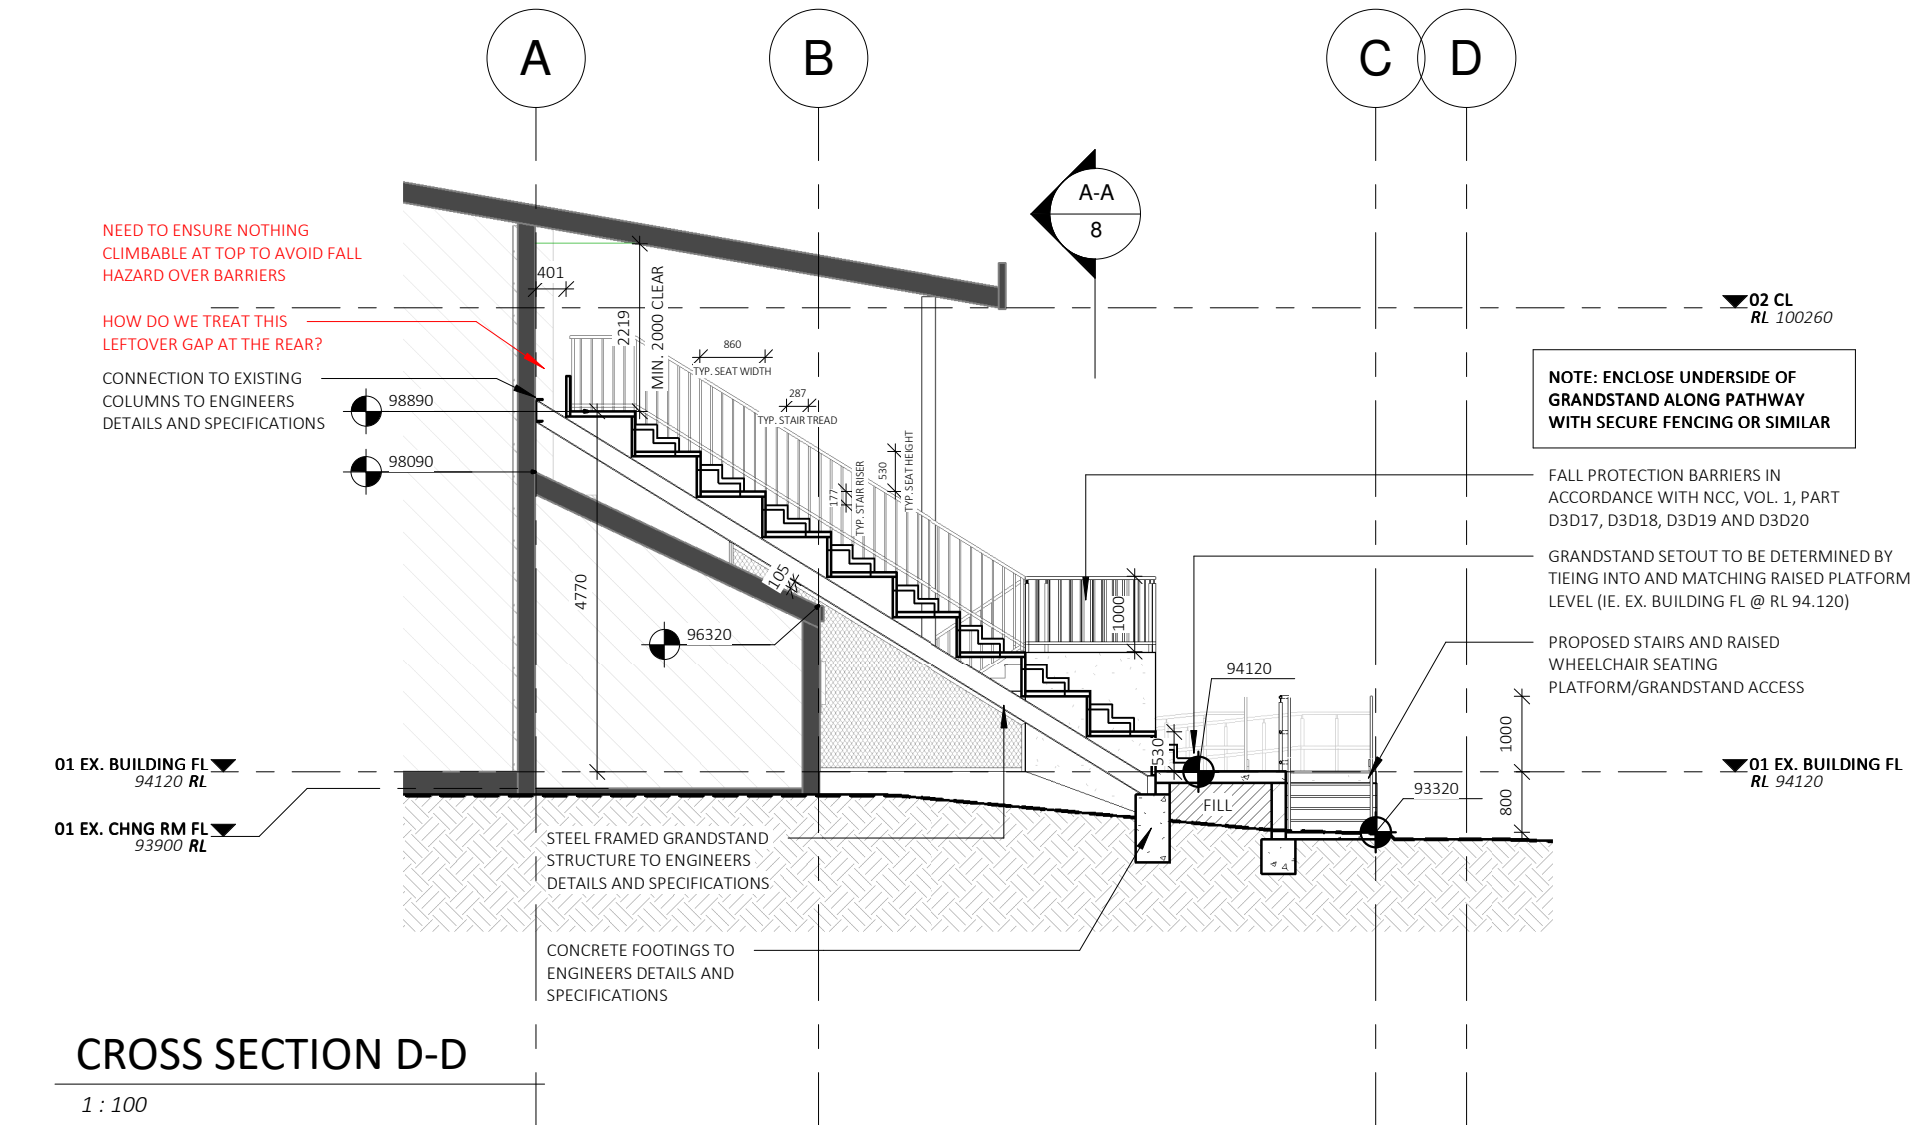 A
B
C
D
A-A
8
NEED TO ENSURE NOTHING
CLIMBABLE AT TOP TO AVOID FALL
HAZARD OVER BARRIERS
HOW DO WE TREAT THIS
LEFTOVER GAP AT THE REAR?
CONNECTION TO EXISTING
COLUMNS TO ENGINEERS
DETAILS AND SPECIFICATIONS
98890
98090
401
2219
MIN. 2000 CLEAR
860
TYP. SEAT WIDTH
287
TYP. STAIR TREAD
177
TYP. STAIR RISER
530
TYP. SEAT HEIGHT
4770
105
96320
1000
94120
530
FILL
93320
1000
800
02 CL
RL 100260
NOTE: ENCLOSE UNDERSIDE OF
GRANDSTAND ALONG PATHWAY
WITH SECURE FENCING OR SIMILAR
FALL PROTECTION BARRIERS IN
ACCORDANCE WITH NCC, VOL. 1, PART
D3D17, D3D18, D3D19 AND D3D20
GRANDSTAND SETOUT TO BE DETERMINED BY
TIEING INTO AND MATCHING RAISED PLATFORM
LEVEL (IE. EX. BUILDING FL @ RL 94.120)
PROPOSED STAIRS AND RAISED
WHEELCHAIR SEATING
PLATFORM/GRANDSTAND ACCESS
01 EX. BUILDING FL
RL 94120
01 EX. BUILDING FL
94120 RL
01 EX. CHNG RM FL
93900 RL
STEEL FRAMED GRANDSTAND
STRUCTURE TO ENGINEERS
DETAILS AND SPECIFICATIONS
CONCRETE FOOTINGS TO
ENGINEERS DETAILS AND
SPECIFICATIONS
CROSS SECTION D-D
1 : 100